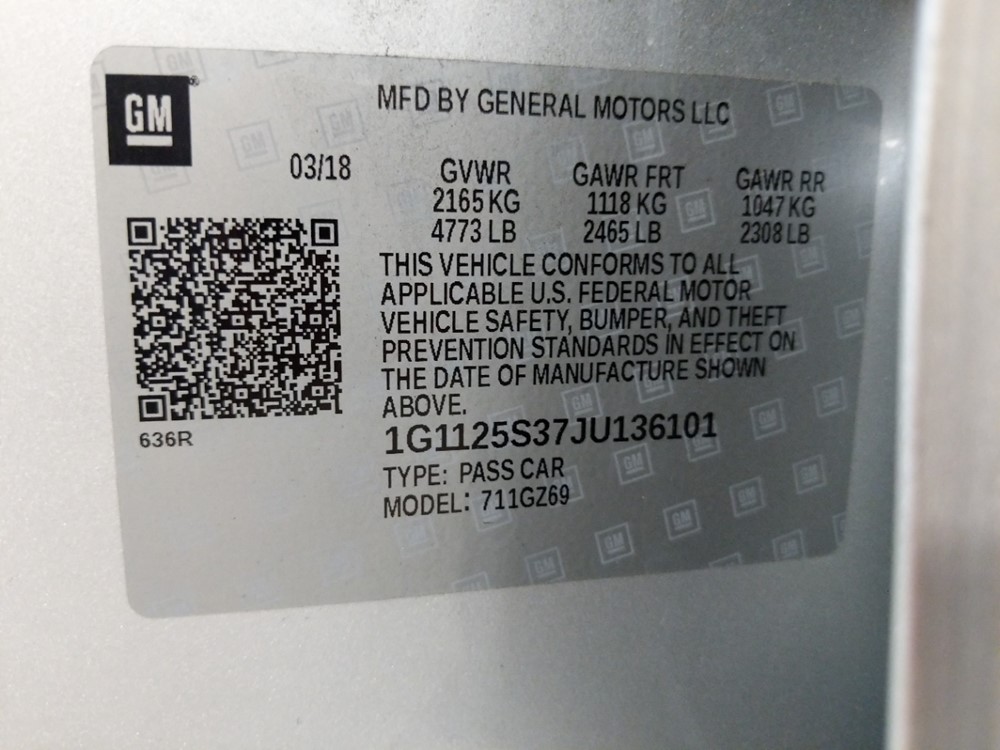 GM
MFD BY GENERAL MOTORS LLC
03/18
GVWR GAWR FRT GAWR RR
2165 KG 1118 KG 1047 KG
4773 LB 2465 LB 2308 LB
THIS VEHICLE CONFORMS TO ALL
APPLICABLE U.S. FEDERAL MOTOR
VEHICLE SAFETY, BUMPER, AND THEFT
PREVENTION STANDARDS IN EFFECT ON
THE DATE OF MANUFACTURE SHOWN
ABOVE.
636R
1G1125S37JU136101
TYPE: PASS CAR
MODEL: 711GZ69